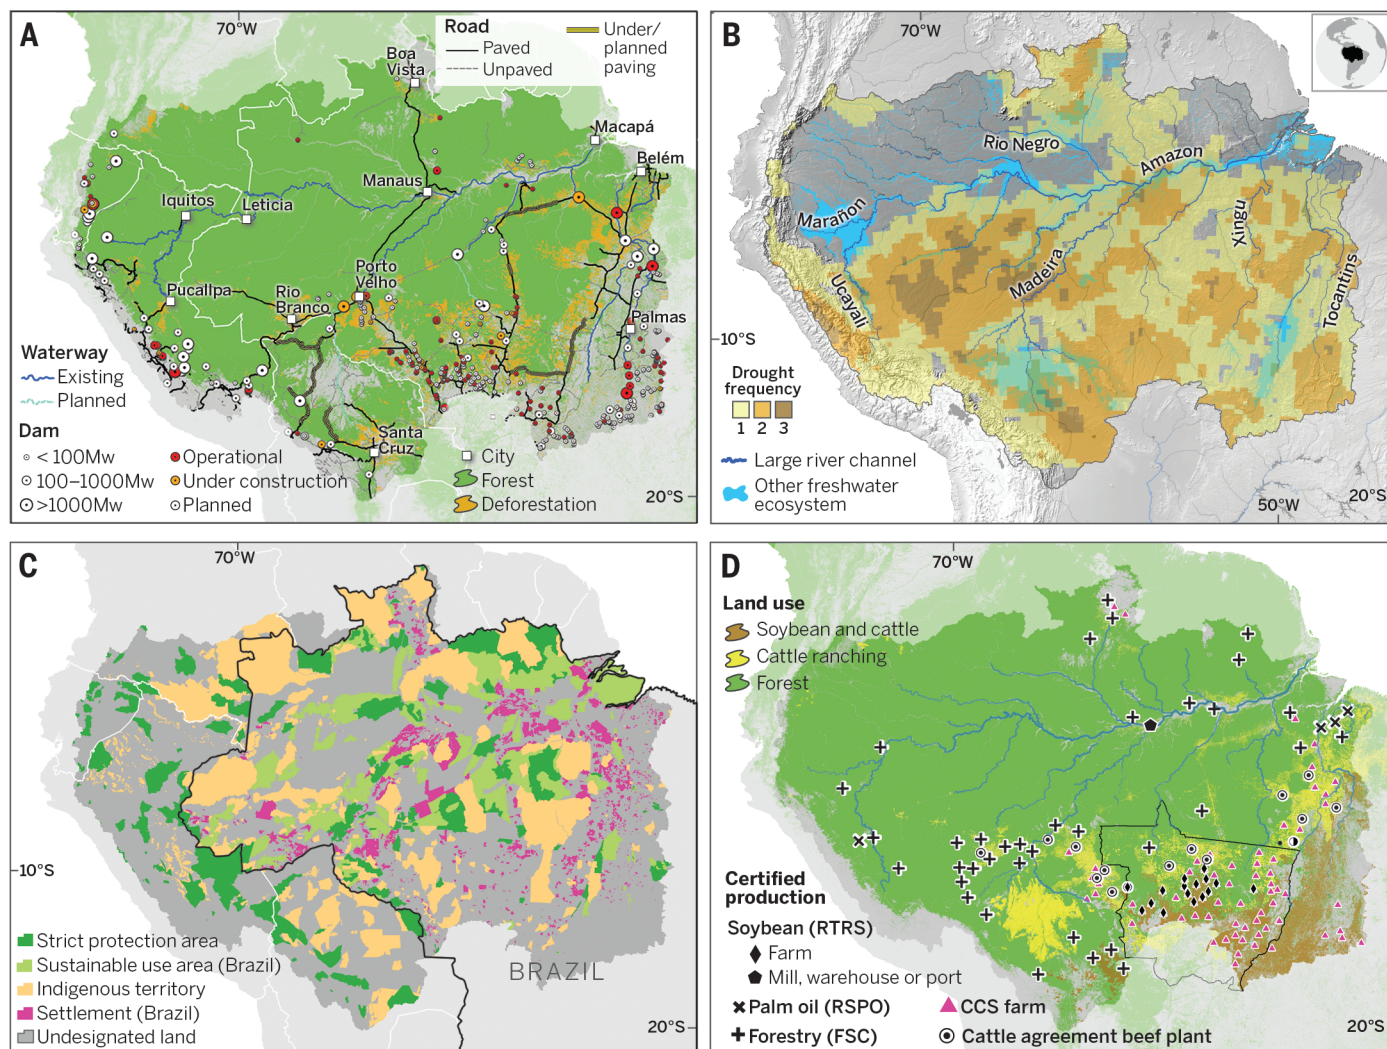 A
70°W
Road
Paved
Unpaved
Under/
planned
paving
Boa
Vista
Macapá
Belém
Manaus
Iquitos
Leticia
Porto
Velho
Pucallpa
Rio
Branco
Palmas
Santa
Cruz
Waterway
Existing
Planned
Dam
< 100Mw
100–1000Mw
>1000Mw
Operational
Under construction
Planned
City
Forest
Deforestation
20°S
B
70°W
Rio Negro
Amazon
Marañon
Xingu
Madeira
Ucayali
Tocantins
10°S
Drought
frequency
1 2 3
Large river channel
Other freshwater
ecosystem
50°W
20°S
C
70°W
10°S
Strict protection area
Sustainable use area (Brazil)
Indigenous territory
Settlement (Brazil)
Undesignated land
BRAZIL
20°S
D
70°W
Land use
Soybean and cattle
Cattle ranching
Forest
Certified
production
Soybean (RTRS)
Farm
Mill, warehouse or port
Palm oil (RSPO)
Forestry (FSC)
CCS farm
Cattle agreement beef plant
20°S